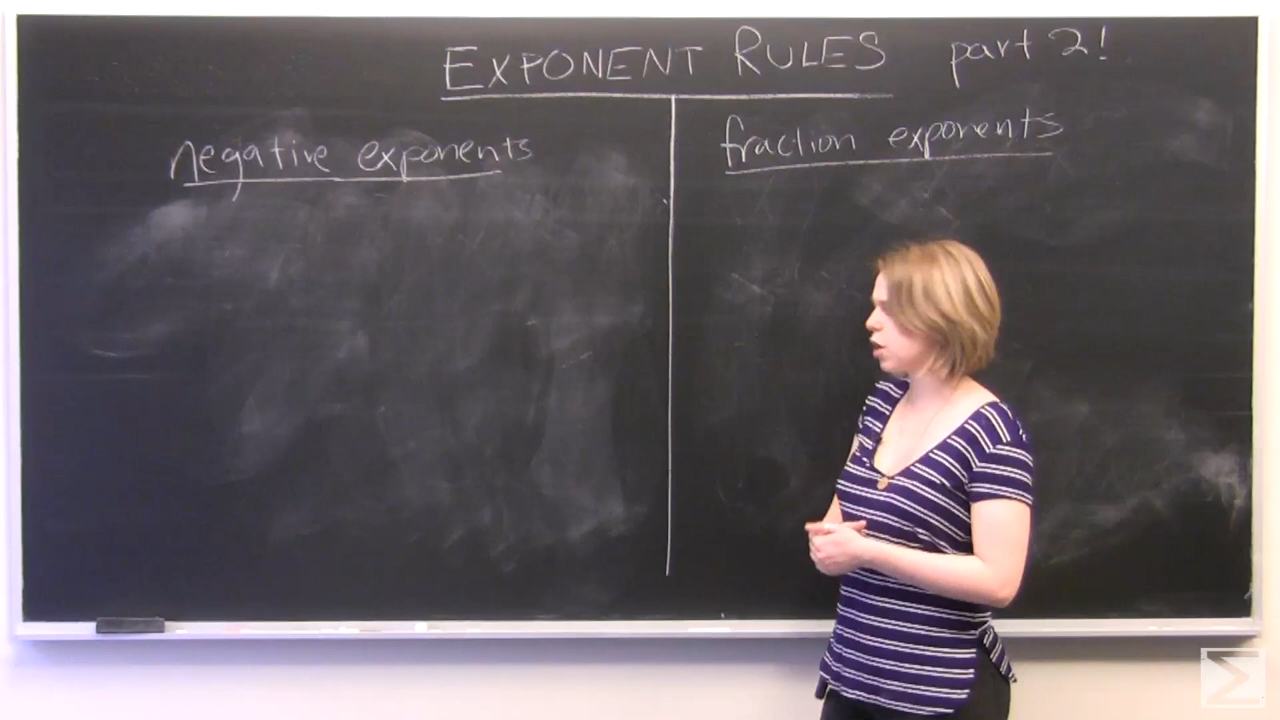 EXPONENT RULES part 2!
negative exponents
fraction exponents
Σ